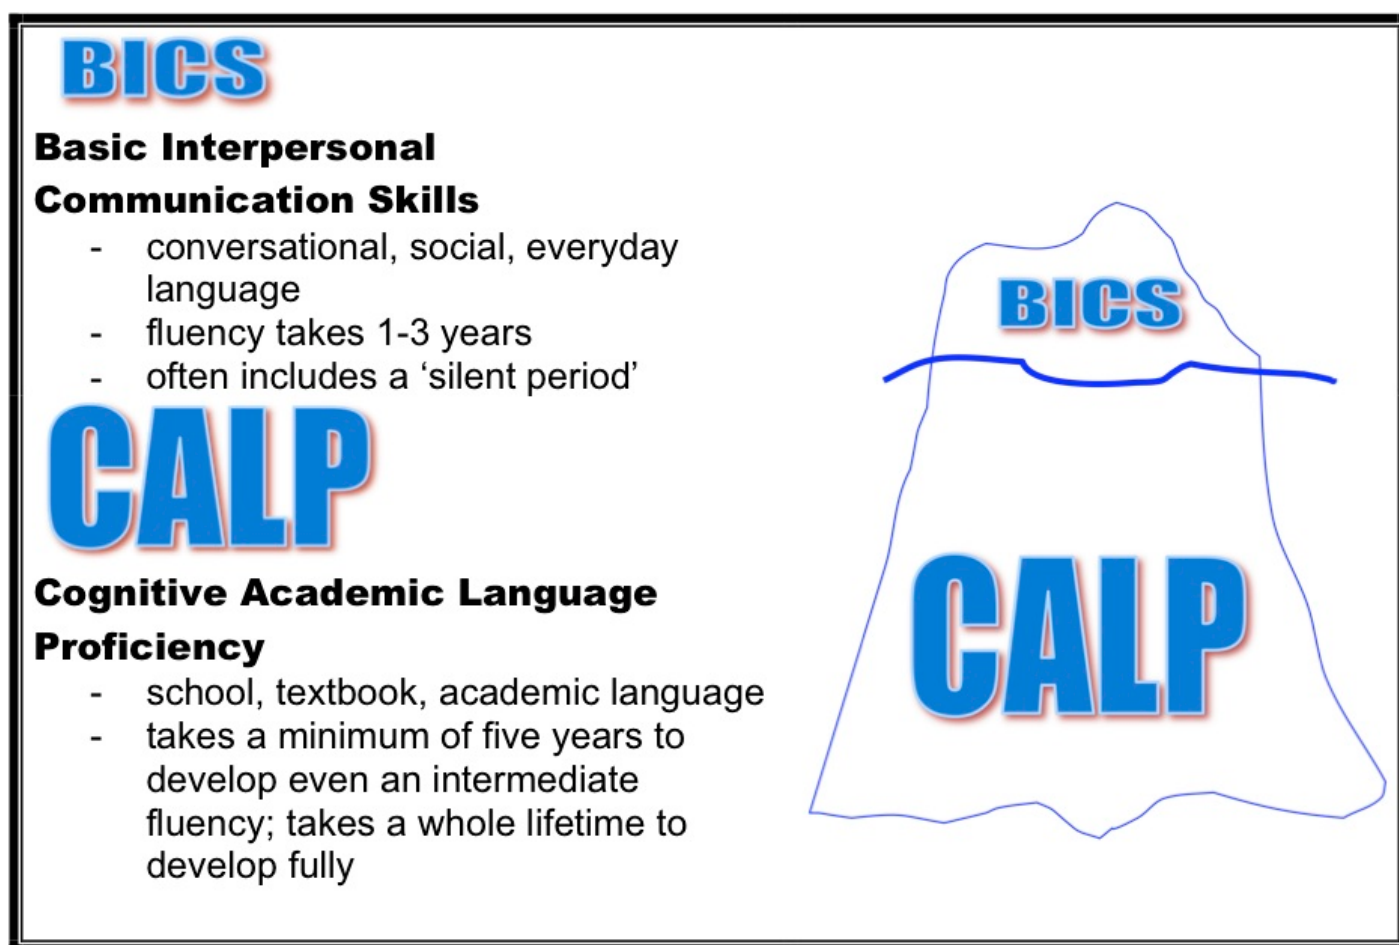 BICS
Basic Interpersonal
Communication Skills
- conversational, social, everyday
language
- fluency takes 1-3 years
- often includes a ‘silent period’
CALP
Cognitive Academic Language
Proficiency
- school, textbook, academic language
- takes a minimum of five years to
develop even an intermediate
fluency; takes a whole lifetime to
develop fully
BICS
CALP